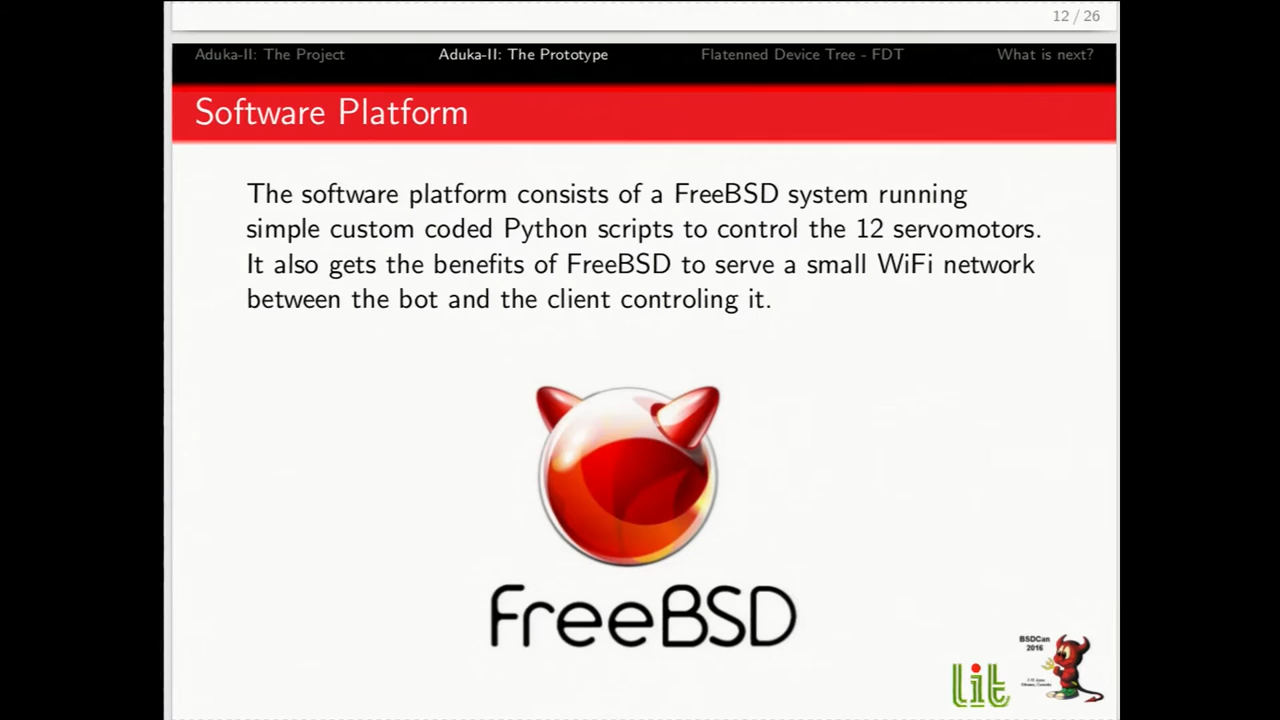 12 / 26
Aduka-II: The Project Aduka-II: The Prototype Flatenned Device Tree - FDT What is next?
Software Platform
The software platform consists of a FreeBSD system running
simple custom coded Python scripts to control the 12 servomotors.
It also gets the benefits of FreeBSD to serve a small WiFi network
between the bot and the client controling it.
FreeBSD
BSDCan
2016
lit